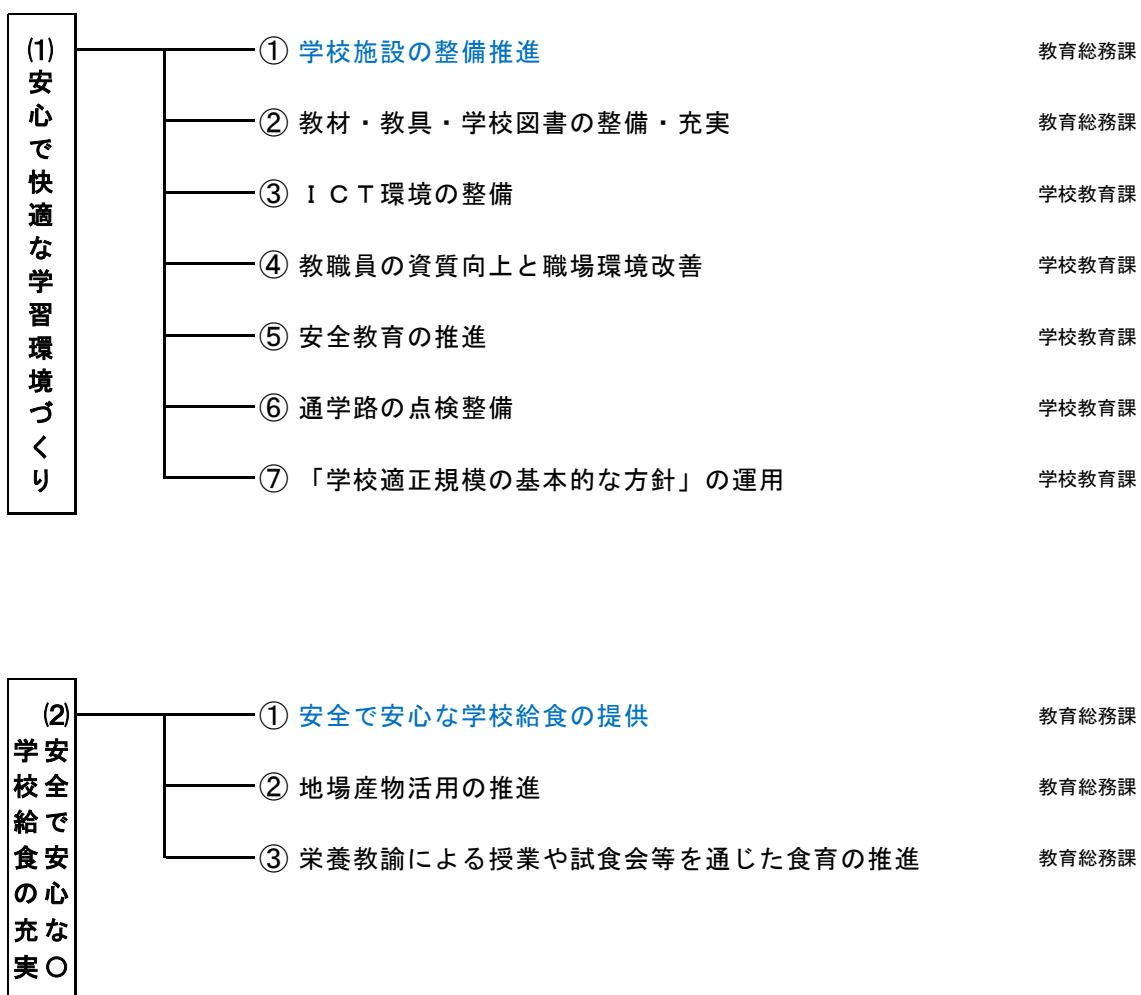 ⑴安心で快適な学習環境づくり
① 学校施設の整備推進 教育総務課
② 教材・教具・学校図書の整備・充実 教育総務課
③ ＩＣＴ環境の整備 学校教育課
④ 教職員の資質向上と職場環境改善 学校教育課
⑤ 安全教育の推進 学校教育課
⑥ 通学路の点検整備 学校教育課
⑦ 「学校適正規模の基本的な方針」の運用 学校教育課
⑵安全で安心な〇
学校給食の充実
① 安全で安心な学校給食の提供 教育総務課
② 地場産物活用の推進 教育総務課
③ 栄養教諭による授業や試食会等を通じた食育の推進 教育総務課